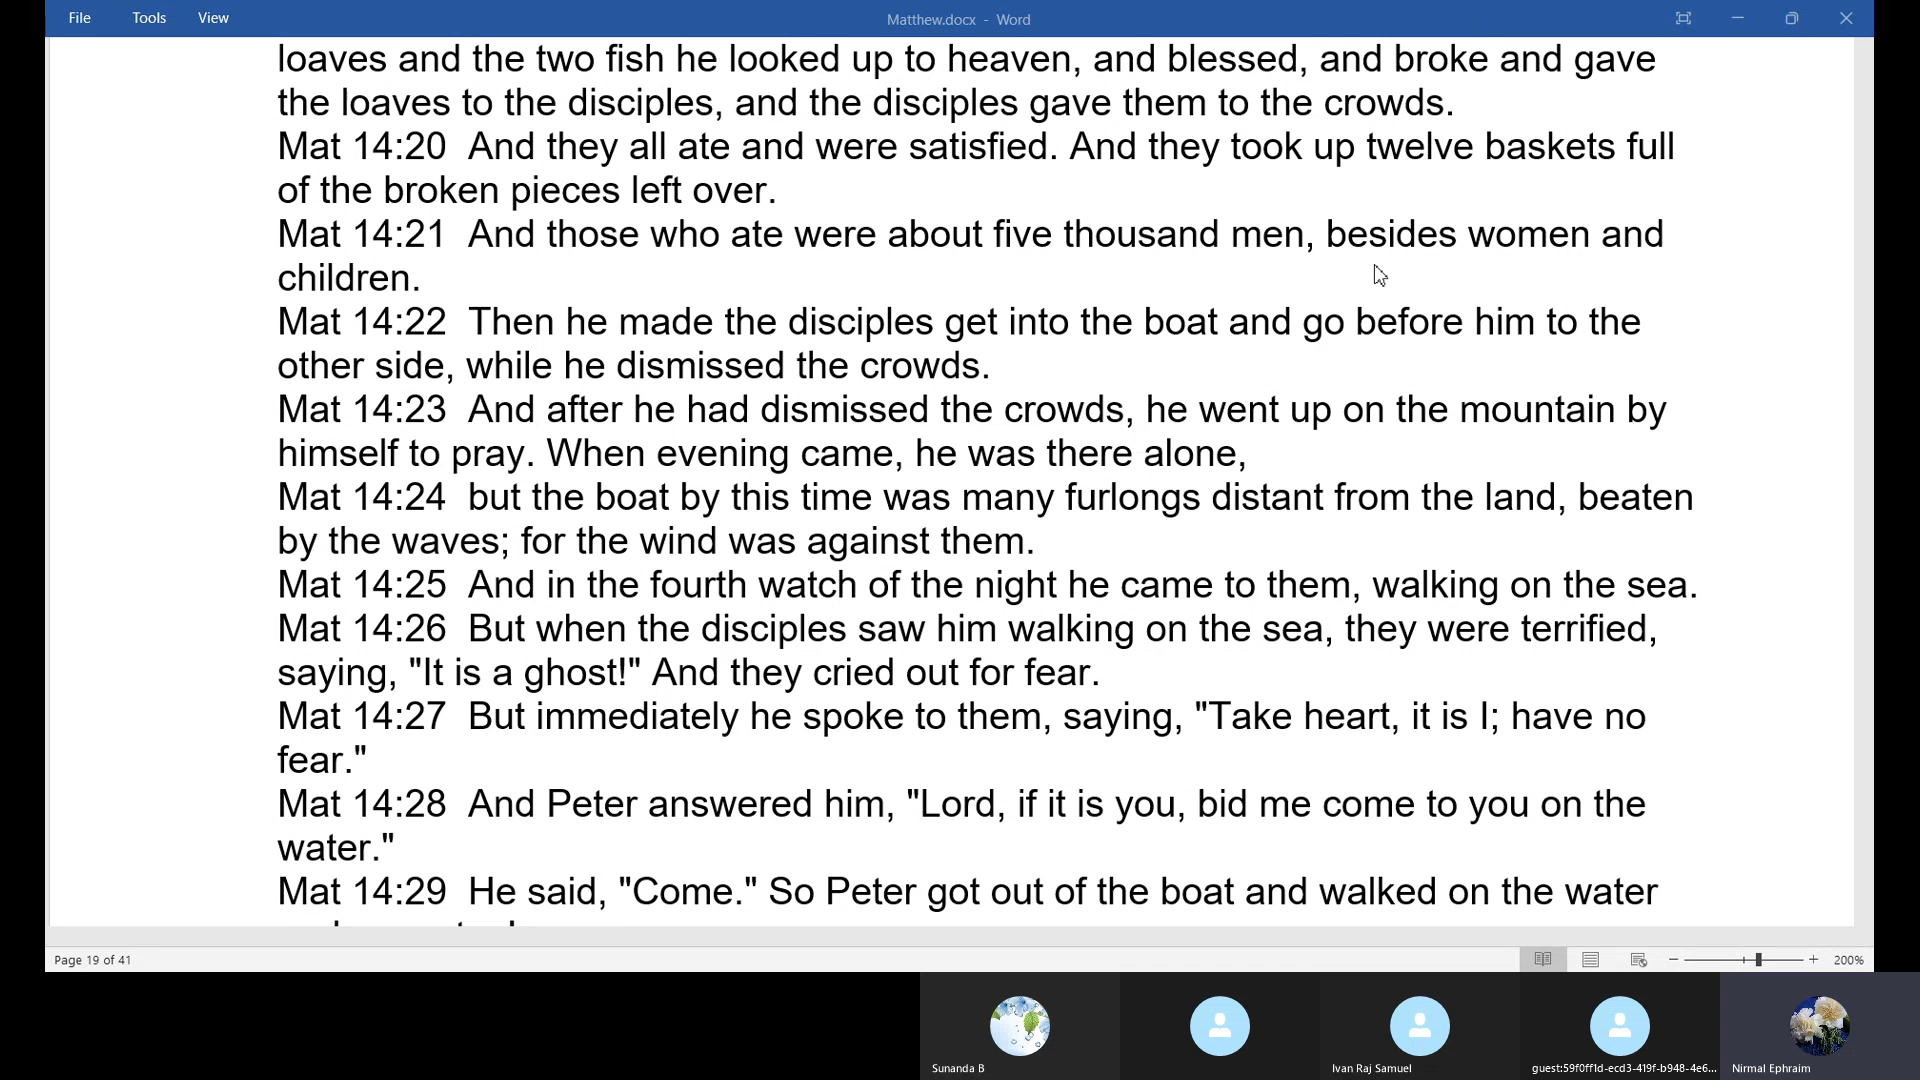 File Tools View Matthew.docx - Word
loaves and the two fish he looked up to heaven, and blessed, and broke and gave
the loaves to the disciples, and the disciples gave them to the crowds.
Mat 14:20 And they all ate and were satisfied. And they took up twelve baskets full
of the broken pieces left over.
Mat 14:21 And those who ate were about five thousand men, besides women and
children.
Mat 14:22 Then he made the disciples get into the boat and go before him to the
other side, while he dismissed the crowds.
Mat 14:23 And after he had dismissed the crowds, he went up on the mountain by
himself to pray. When evening came, he was there alone,
Mat 14:24 but the boat by this time was many furlongs distant from the land, beaten
by the waves; for the wind was against them.
Mat 14:25 And in the fourth watch of the night he came to them, walking on the sea.
Mat 14:26 But when the disciples saw him walking on the sea, they were terrified,
saying, "It is a ghost!" And they cried out for fear.
Mat 14:27 But immediately he spoke to them, saying, "Take heart, it is I; have no
fear."
Mat 14:28 And Peter answered him, "Lord, if it is you, bid me come to you on the
water."
Mat 14:29 He said, "Come." So Peter got out of the boat and walked on the water
Page 19 of 41 200%
Sunanda B Ivan Raj Samuel guest:59f0ff1d-ecd3-419f-b948-4e6... Nirmal Ephraim